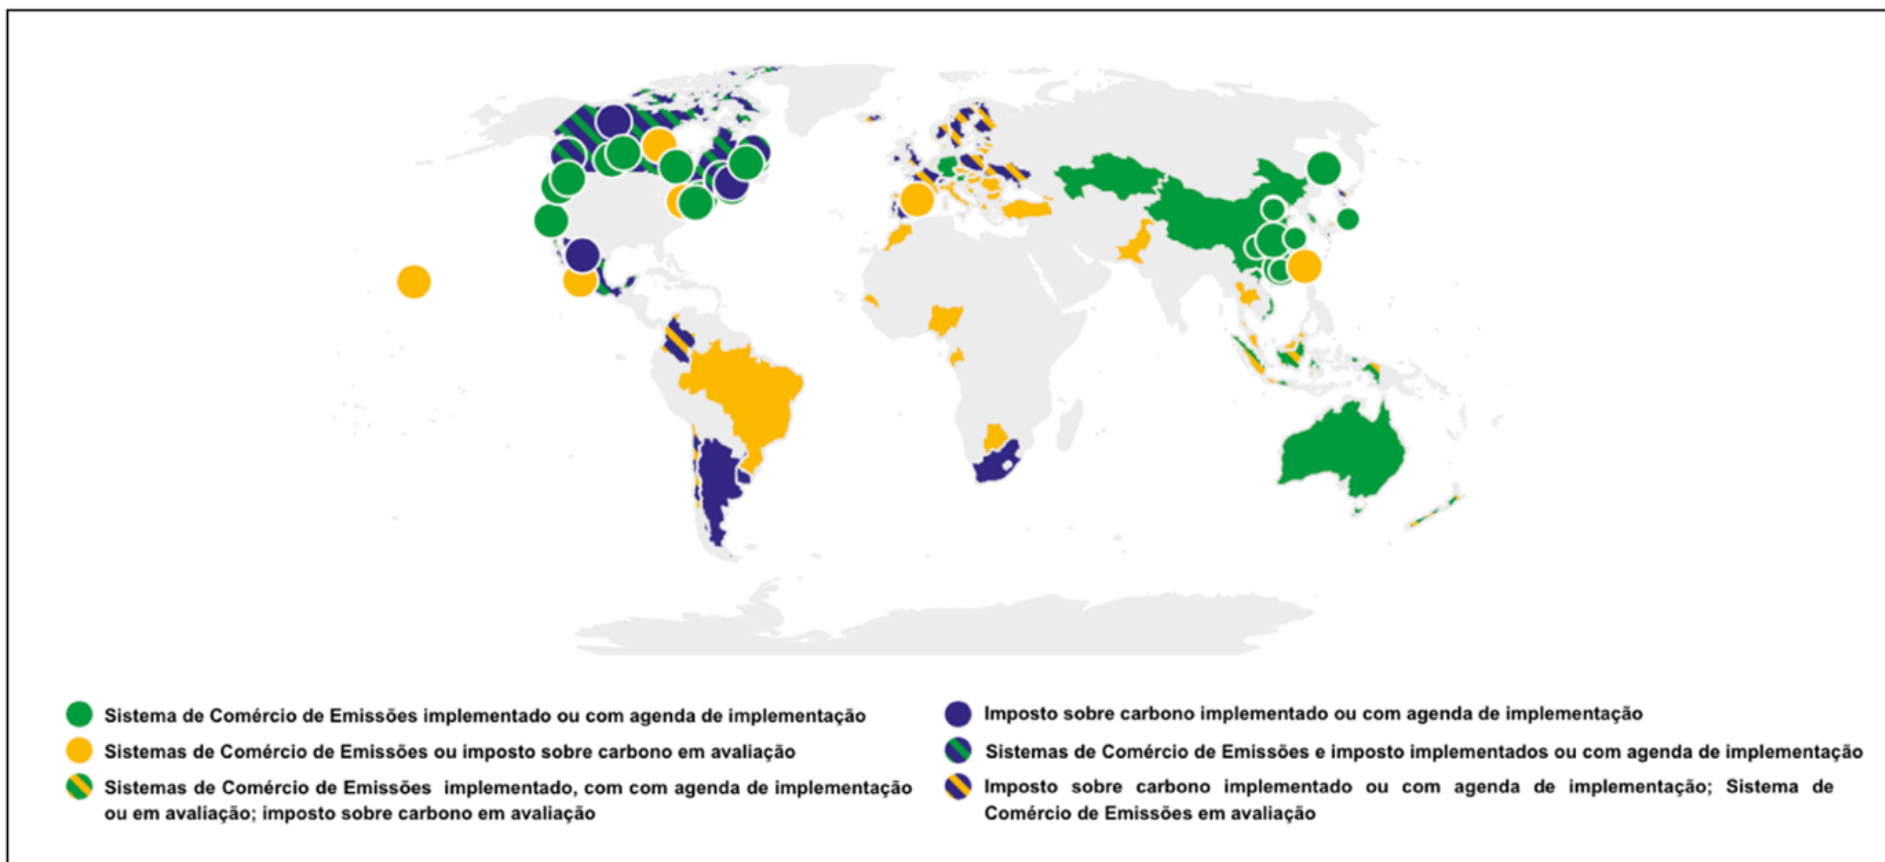 Sistema de Comércio de Emissões implementado ou com agenda de implementação
Sistemas de Comércio de Emissões ou imposto sobre carbono em avaliação
Sistemas de Comércio de Emissões implementado, com com agenda de implementação
ou em avaliação; imposto sobre carbono em avaliação
Imposto sobre carbono implementado ou com agenda de implementação
Sistemas de Comércio de Emissões e imposto implementados ou com agenda de implementação
Imposto sobre carbono implementado ou com agenda de implementação; Sistema de
Comércio de Emissões em avaliação